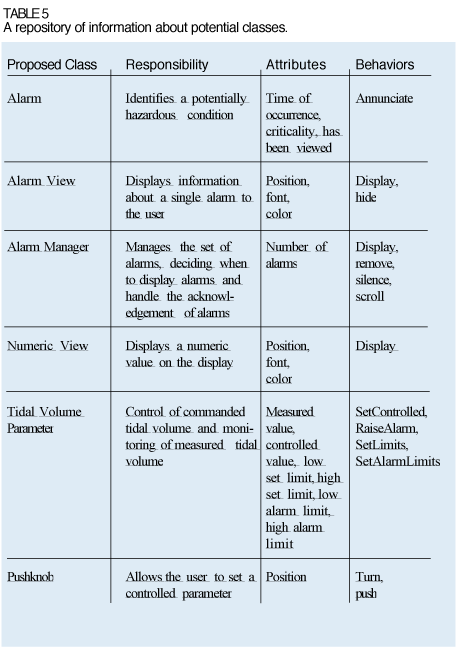 TABLE 5
A repository of information about potential classes.
Proposed Class Responsibility Attributes Behaviors
Alarm Identifies a potentially Time of Annunciate
hazardous condition occurrence,
criticality, has
been viewed
Alarm View Displays information Position, Display,
about a single alarm to font, hide
the user color
Alarm Manager Manages the set of Number of Display,
alarms, deciding when alarms remove,
to display alarms and silence,
handle the acknowl- scroll
edgement of alarms
Numeric View Displays a numeric Position, Display
value on the display font,
color
Tidal Volume Control of commanded Measured SetControlled,
Parameter tidal volume and moni- value, RaiseAlarm,
toring of measured tidal controlled SetLimits,
volume value, low SetAlarmLimits
set limit, high
set limit, low
alarm limit,
high alarm
limit
Pushknob Allows the user to set a Position Turn,
controlled parameter push